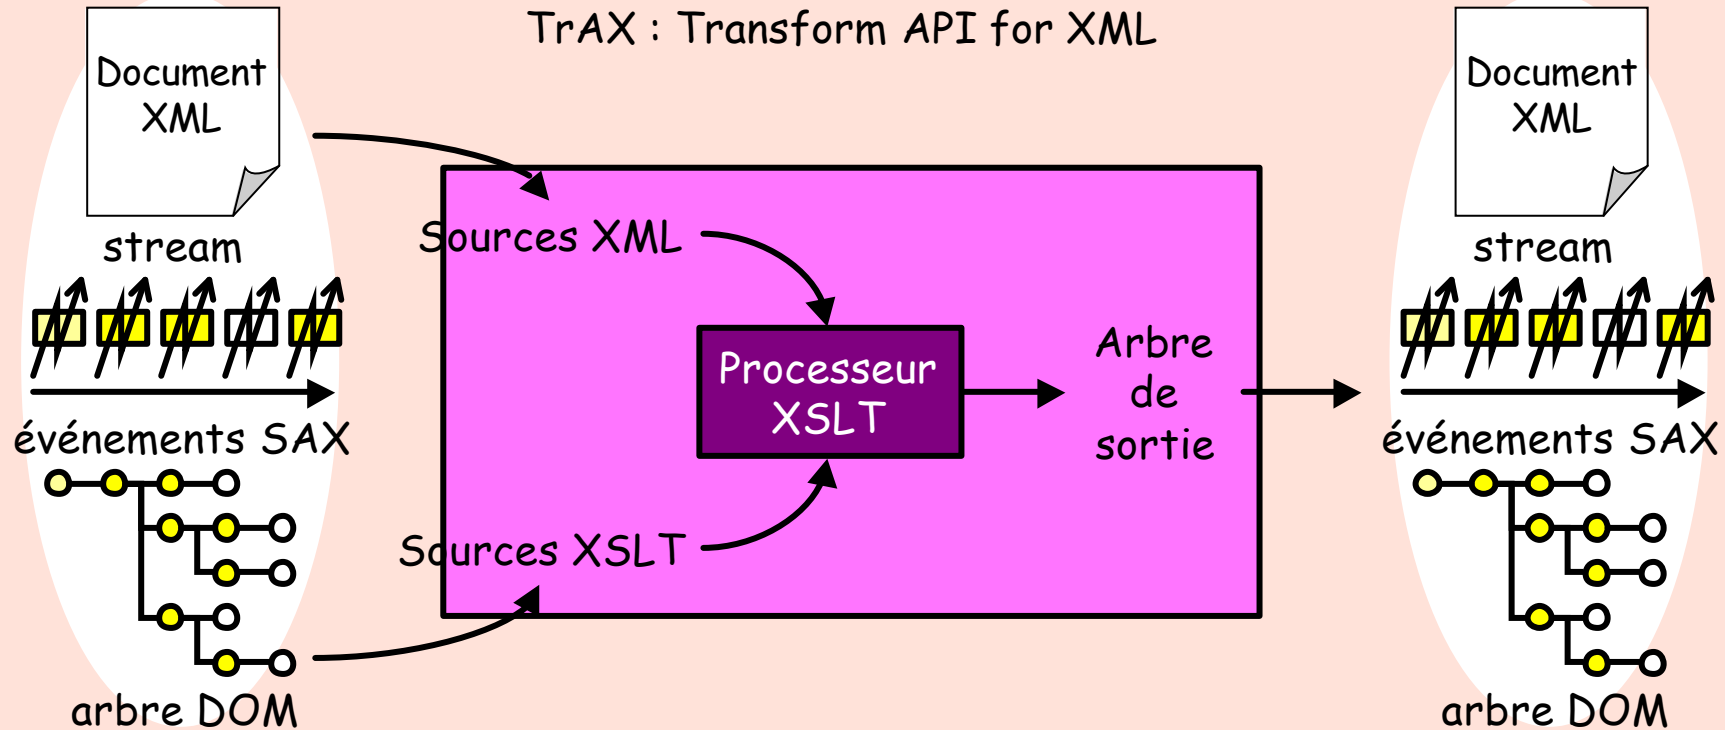 TrAX : Transform API for XML
Document
XML
stream
événements SAX
arbre DOM
Sources XML
Sources XSLT
Processeur
XSLT
Arbre
de
sortie
Document
XML
stream
événements SAX
arbre DOM